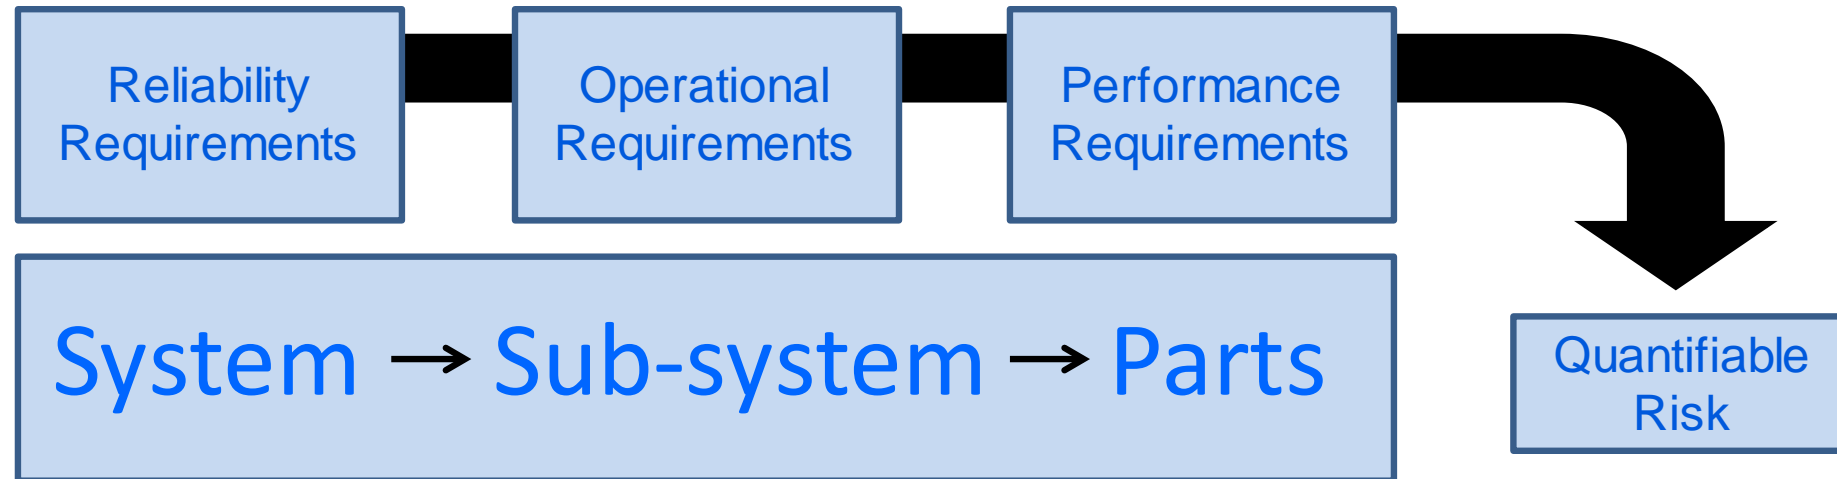 Reliability
Requirements
Operational
Requirements
Performance
Requirements
System → Sub-system → Parts
Quantifiable
Risk